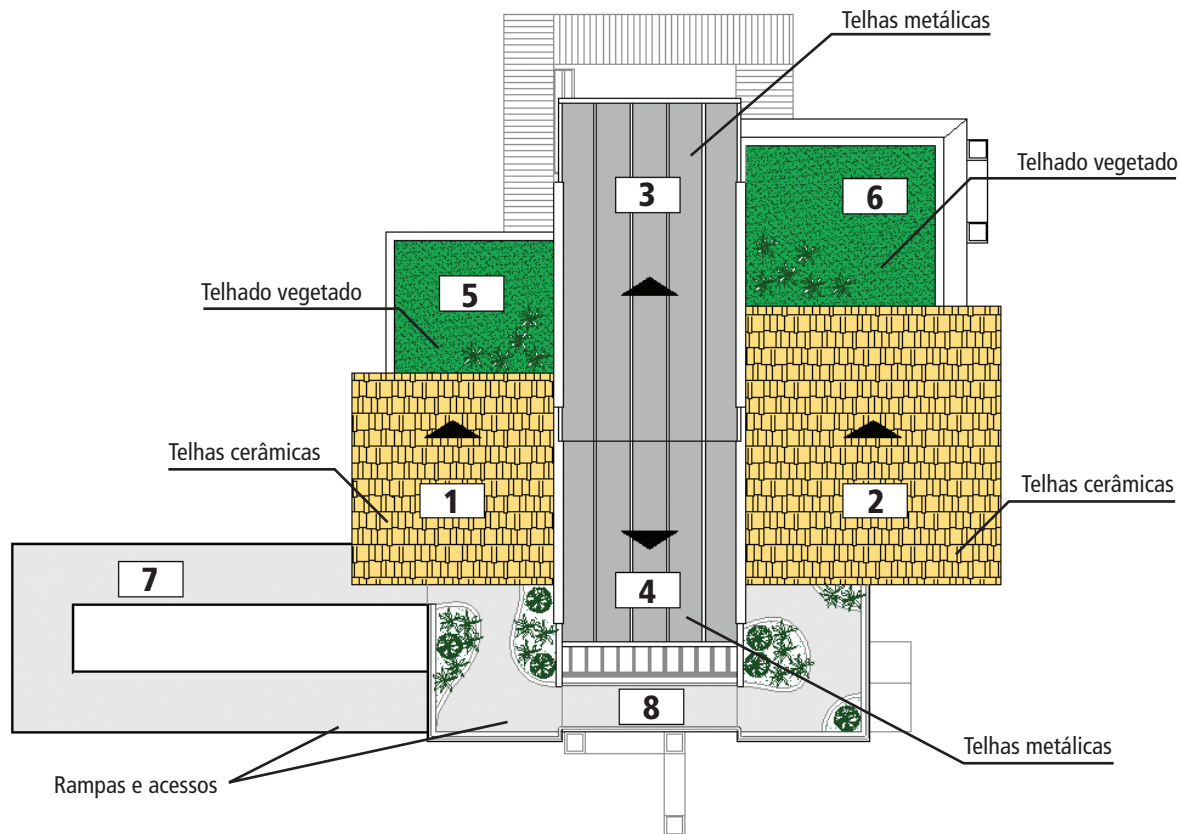 Telhas metálicas
3
6
Telhado vegetado
5
Telhado vegetado
Telhas cerâmicas
1
2
Telhas cerâmicas
7
4
8
Telhas metálicas
Rampas e acessos